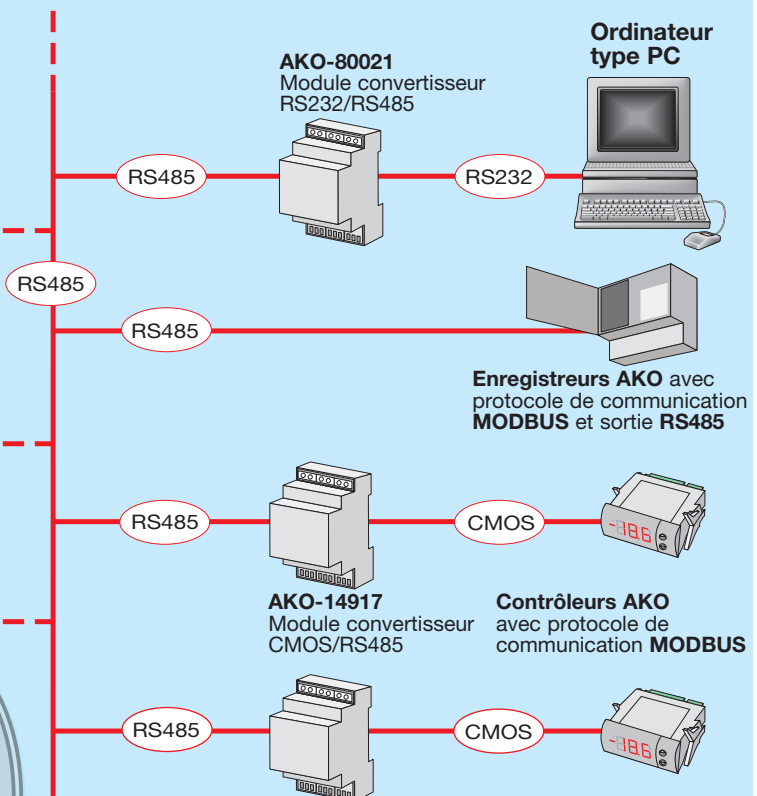 Ordinateur
type PC
AKO-80021
Module convertisseur
RS232/RS485
RS485
RS232
RS485
RS485
Enregistreurs AKO avec
protocole de communication
MODBUS et sortie RS485
RS485
CMOS
-18.6
AKO-14917
Module convertisseur
CMOS/RS485
Contrôleurs AKO
avec protocole de
communication MODBUS
RS485
CMOS
-18.6